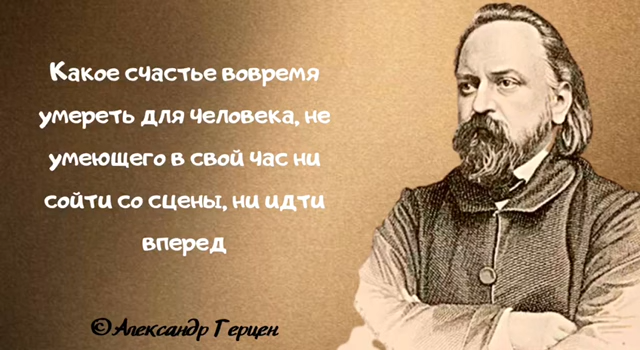 Какое счастье вовремя
умереть для человека, не
умеющего в свой час ни
сойти со сцены, ни идти
вперед
©Александр Герцен